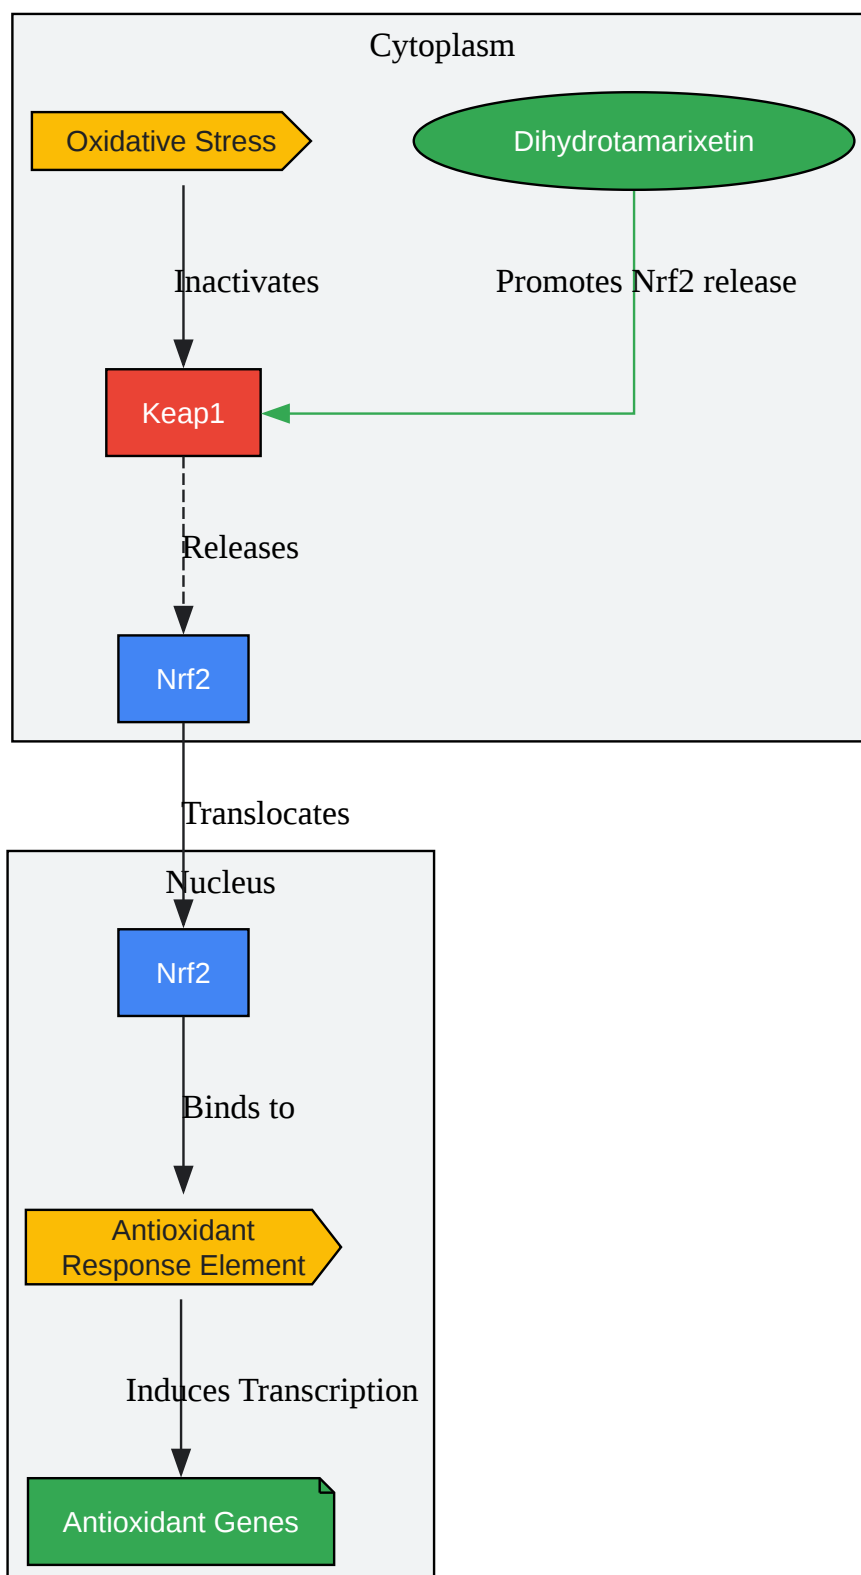 Cytoplasm
Oxidative Stress
Dihydrotamarixetin
Inactivates
Promotes Nrf2 release
Keap1
Releases
Nrf2
Translocates
Nucleus
Nrf2
Binds to
Antioxidant
Response Element
Induces Transcription
Antioxidant Genes